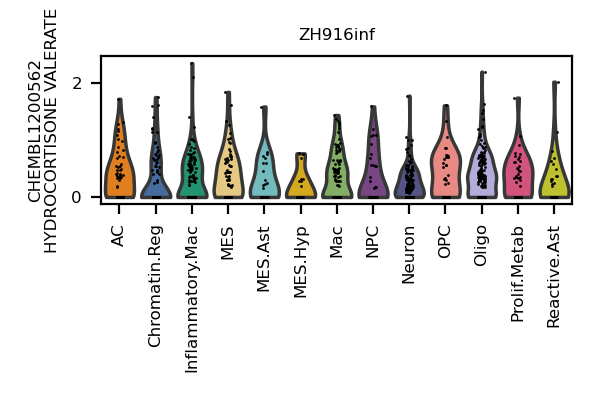 ZH916inf
CHEMBL1200562
HYDROCORTISONE VALERATE
2
0
AC
Chromatin.Reg
Inflammatory.Mac
MES
MES.Ast
MES.Hyp
Mac
NPC
Neuron
OPC
Oligo
Prolif.Metab
Reactive.Ast